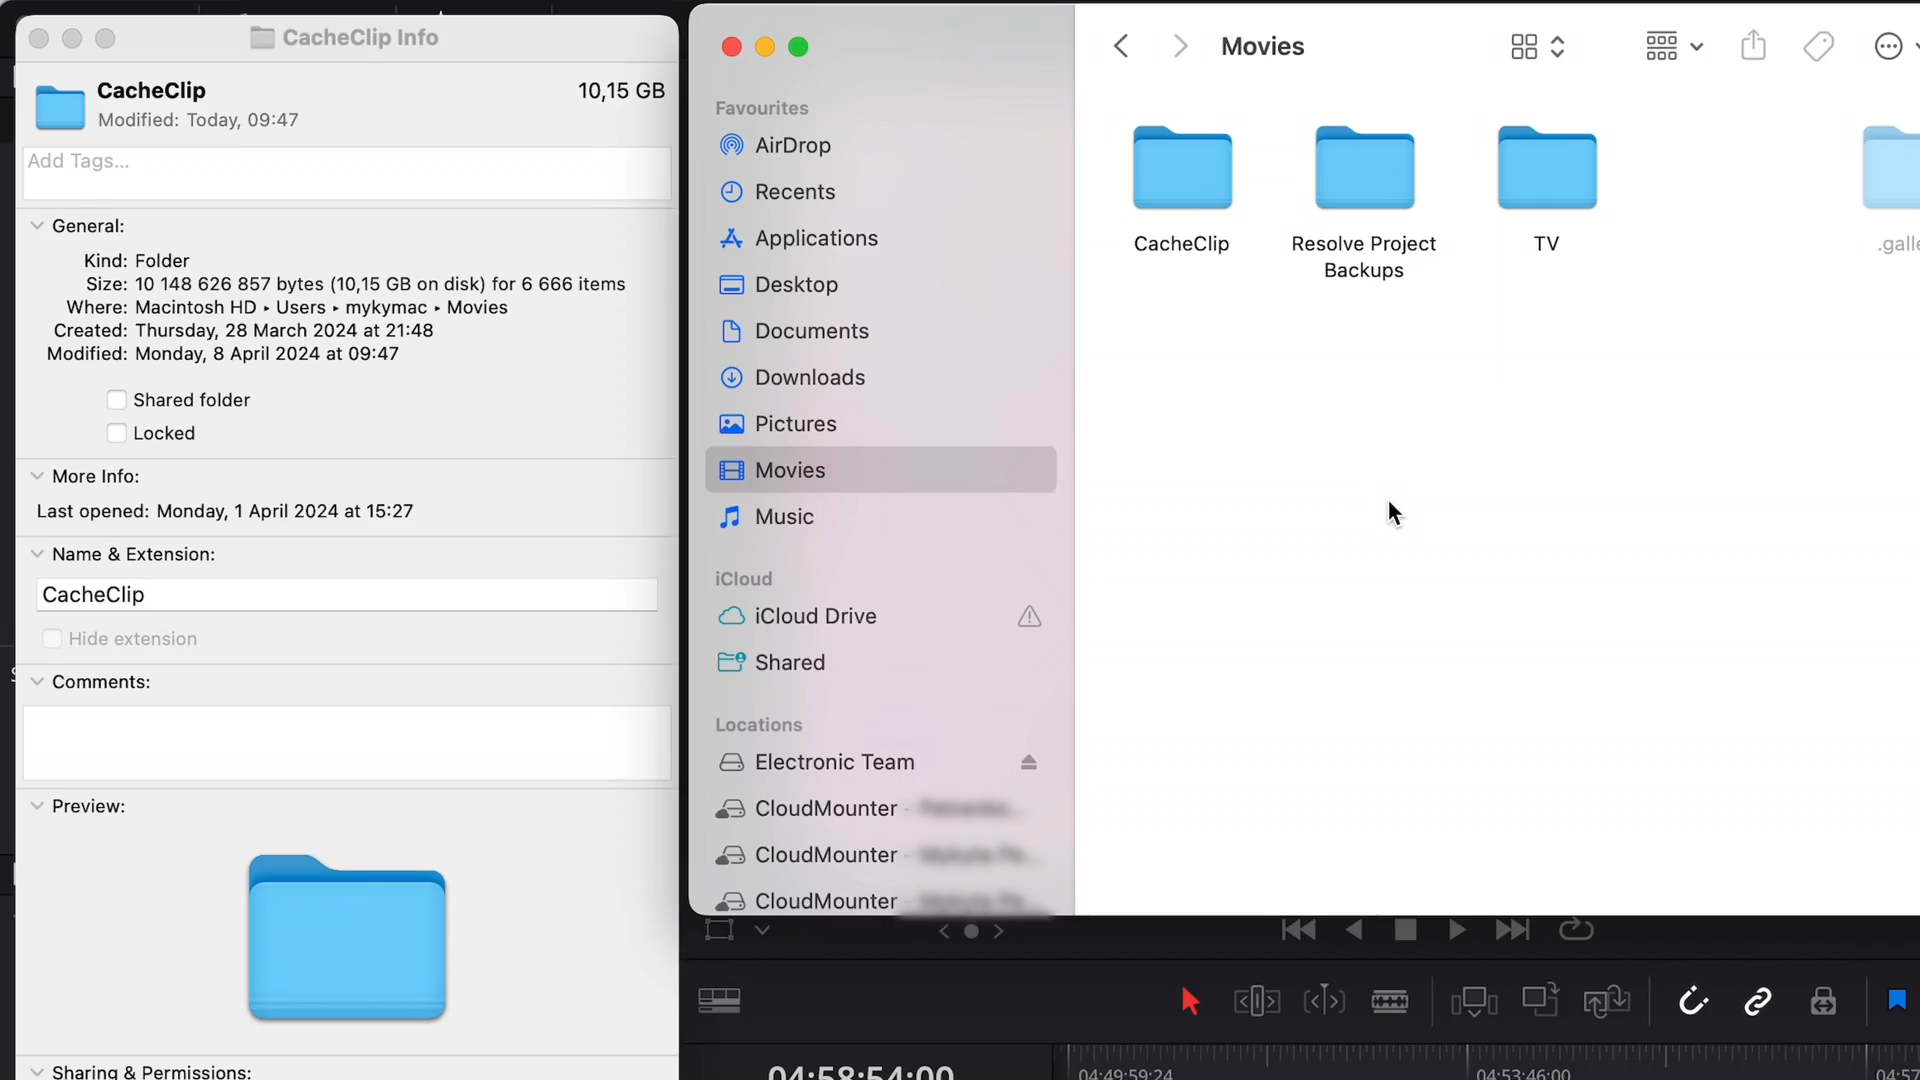 CacheClip Info
CacheClip
10,15 GB
Modified: Today, 09:47
Add Tags...
General:
Kind: Folder
Size: 10 148 626 857 bytes (10,15 GB on disk) for 6 666 items
Where: Macintosh HD ▸ Users ▸ mykymac ▸ Movies
Created: Thursday, 28 March 2024 at 21:48
Modified: Monday, 8 April 2024 at 09:47
Shared folder
Locked
More Info:
Last opened: Monday, 1 April 2024 at 15:27
Name & Extension:
CacheClip
Hide extension
Comments:
Preview:
Sharing & Permissions:
Favourites
AirDrop
Recents
Applications
Desktop
Documents
Downloads
Pictures
Movies
Music
iCloud
iCloud Drive
Shared
Locations
Electronic Team
CloudMounter -
CloudMounter -
CloudMounter
Movies
CacheClip
Resolve Project
Backups
TV
.galle
04:58:54:00
04:49:59:24
04:53:46:00
04:57